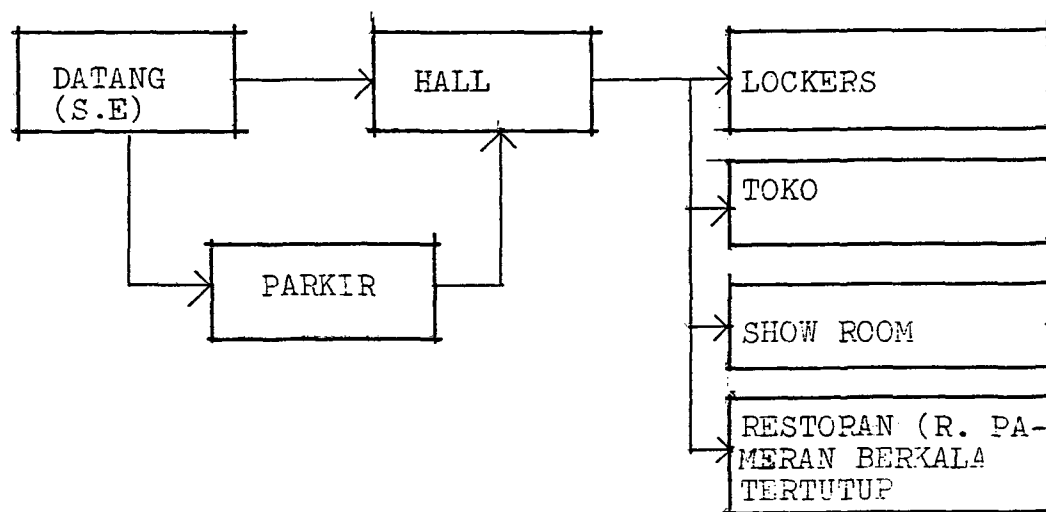 DATANG
(S.E)
HALL
PARKIR
LOCKERS
TOKO
SHOW ROOM
RESTORAN (R. PA-
MERAN BERKALA
TERTUTUP